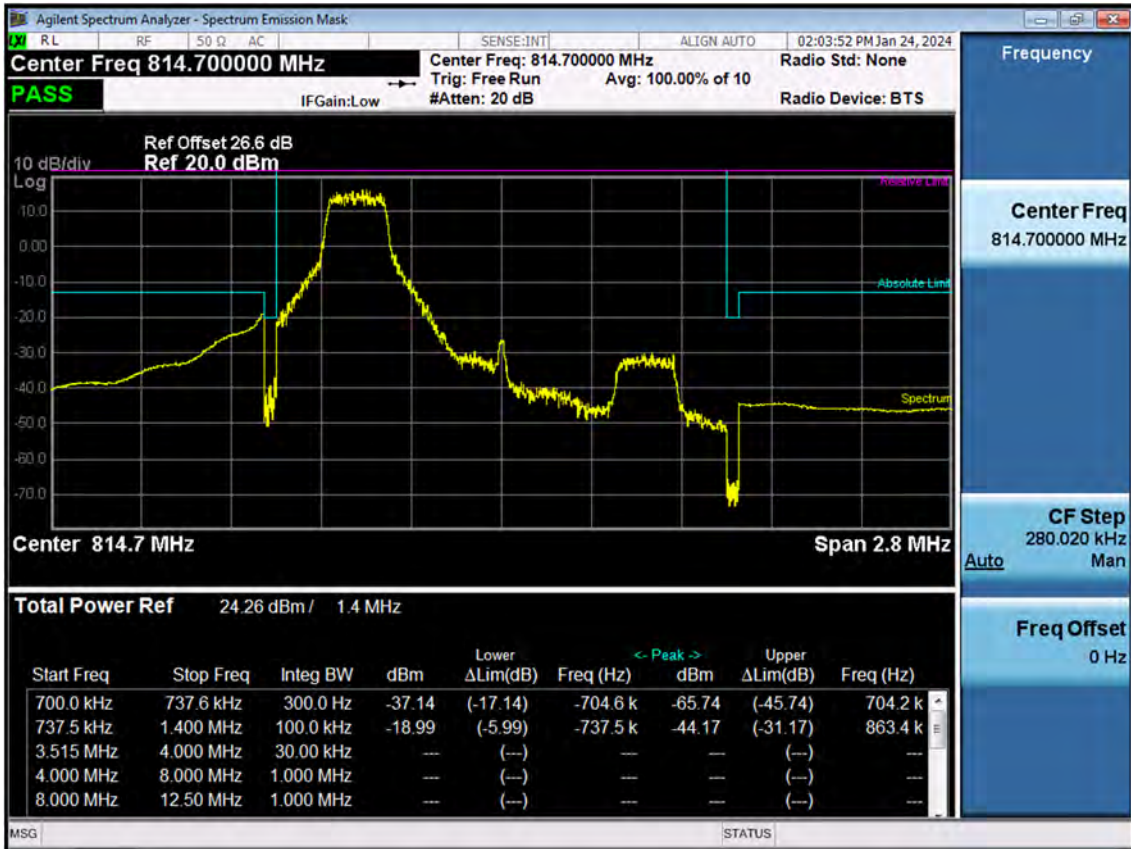 Agilent Spectrum Analyzer - Spectrum Emission Mask
LXI RL RF 50 Ω AC SENSE:INT ALIGN AUTO 02:03:52 PM Jan 24, 2024
Center Freq 814.700000 MHz
Center Freq: 814.700000 MHz
Radio Std: None
Trig: Free Run Avg: 100.00% of 10
PASS
IFGain:Low
#Atten: 20 dB
Radio Device: BTS
Ref Offset 26.6 dB
10 dB/div Ref 20.0 dBm
Log
Relative Limit
10.0
0.00
-10.0
Absolute Limit
-20.0
-30.0
-40.0
Spectrum
-50.0
-60.0
-70.0
Center 814.7 MHz Span 2.8 MHz
Total Power Ref 24.26 dBm / 1.4 MHz
Lower <- Peak -> Upper
Start Freq Stop Freq Integ BW dBm ΔLim(dB) Freq (Hz) dBm ΔLim(dB) Freq (Hz)
700.0 kHz 737.6 kHz 300.0 Hz -37.14 (-17.14) -704.6 k -65.74 (-45.74) 704.2 k
737.5 kHz 1.400 MHz 100.0 kHz -18.99 (-5.99) -737.5 k -44.17 (-31.17) 863.4 k
3.515 MHz 4.000 MHz 30.00 kHz --- (---) --- --- (---) ---
4.000 MHz 8.000 MHz 1.000 MHz --- (---) --- --- (---) ---
8.000 MHz 12.50 MHz 1.000 MHz --- (---) --- --- (---) ---
MSG STATUS
Frequency
Center Freq
814.700000 MHz
CF Step
280.020 kHz
Auto Man
Freq Offset
0 Hz